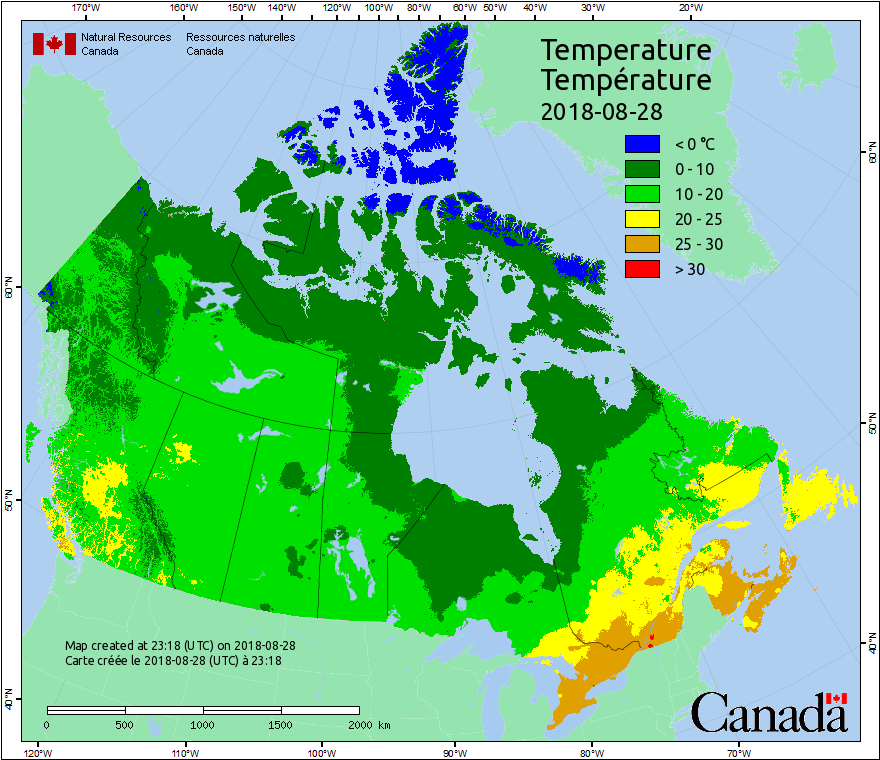 170°W 160°W 150°W 140°W 130°W 120°W 110°W 100°W 80°W 60°W 50°W 40°W 30°W 20°W
Natural Resources Ressources naturelles
Canada Canada
Temperature
Température
2018-08-28
< 0 °C
0 - 10
10 - 20
20 - 25
25 - 30
> 30
60°N
60°N
50°N
50°N
40°N
40°N
Map created at 23:18 (UTC) on 2018-08-28
Carte créée le 2018-08-28 (UTC) à 23:18
0 500 1000 1500 2000 km
Canada
120°W 110°W 100°W 90°W 80°W 70°W